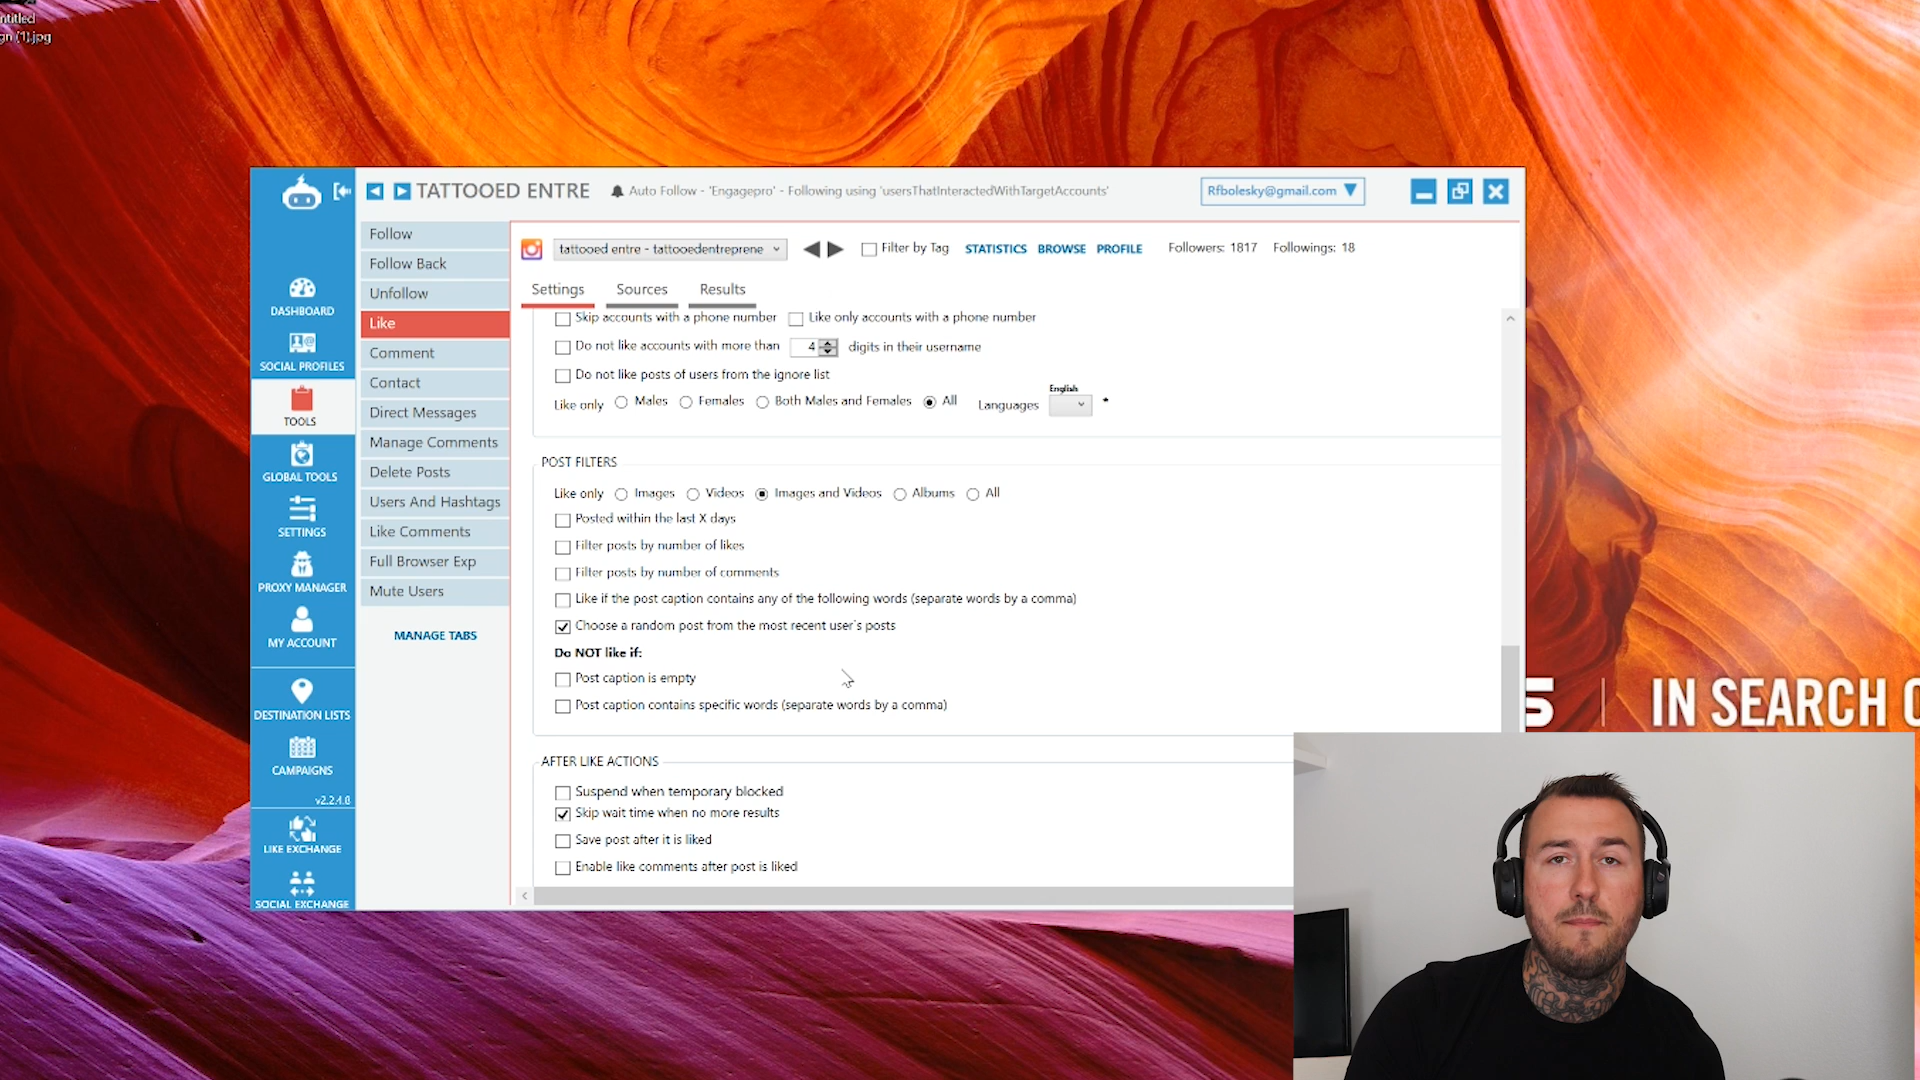 ntitled
gn (1).jpg
TATTOOED ENTRE
Auto Follow - 'Engagepro' - Following using 'usersThatInteractedWithTargetAccounts'
Rfbolesky@gmail.com
DASHBOARD
SOCIAL PROFILES
TOOLS
GLOBAL TOOLS
SETTINGS
PROXY MANAGER
MY ACCOUNT
DESTINATION LISTS
CAMPAIGNS
v2.2.4.8
LIKE EXCHANGE
SOCIAL EXCHANGE
Follow
Follow Back
Unfollow
Like
Comment
Contact
Direct Messages
Manage Comments
Delete Posts
Users And Hashtags
Like Comments
Full Browser Exp
Mute Users
MANAGE TABS
tattooed entre - tattooedentreprene
Filter by Tag STATISTICS BROWSE PROFILE Followers: 1817 Followings: 18
Settings Sources Results
Skip accounts with a phone number Like only accounts with a phone number
Do not like accounts with more than 4 digits in their username
Do not like posts of users from the ignore list
English
Like only Males Females Both Males and Females All Languages *
POST FILTERS
Like only Images Videos Images and Videos Albums All
Posted within the last X days
Filter posts by number of likes
Filter posts by number of comments
Like if the post caption contains any of the following words (separate words by a comma)
Choose a random post from the most recent user's posts
Do NOT like if:
Post caption is empty
Post caption contains specific words (separate words by a comma)
AFTER LIKE ACTIONS
Suspend when temporary blocked
Skip wait time when no more results
Save post after it is liked
Enable like comments after post is liked
S | IN SEARCH O